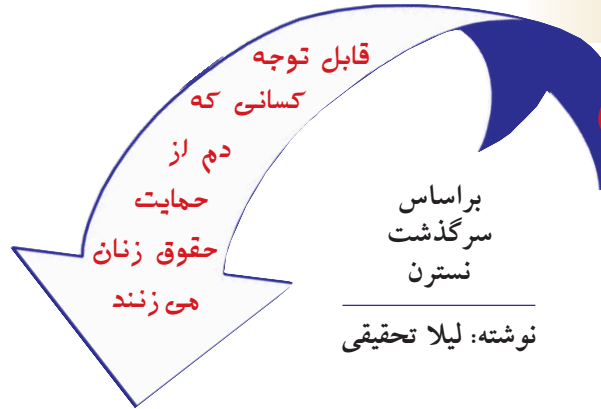 قابل توجه
کسانی که
دم از
حمایت
حقوق زنان
می زنند
براساس
سرگذشت
نسترن
نوشته: لیلا تحقیقی